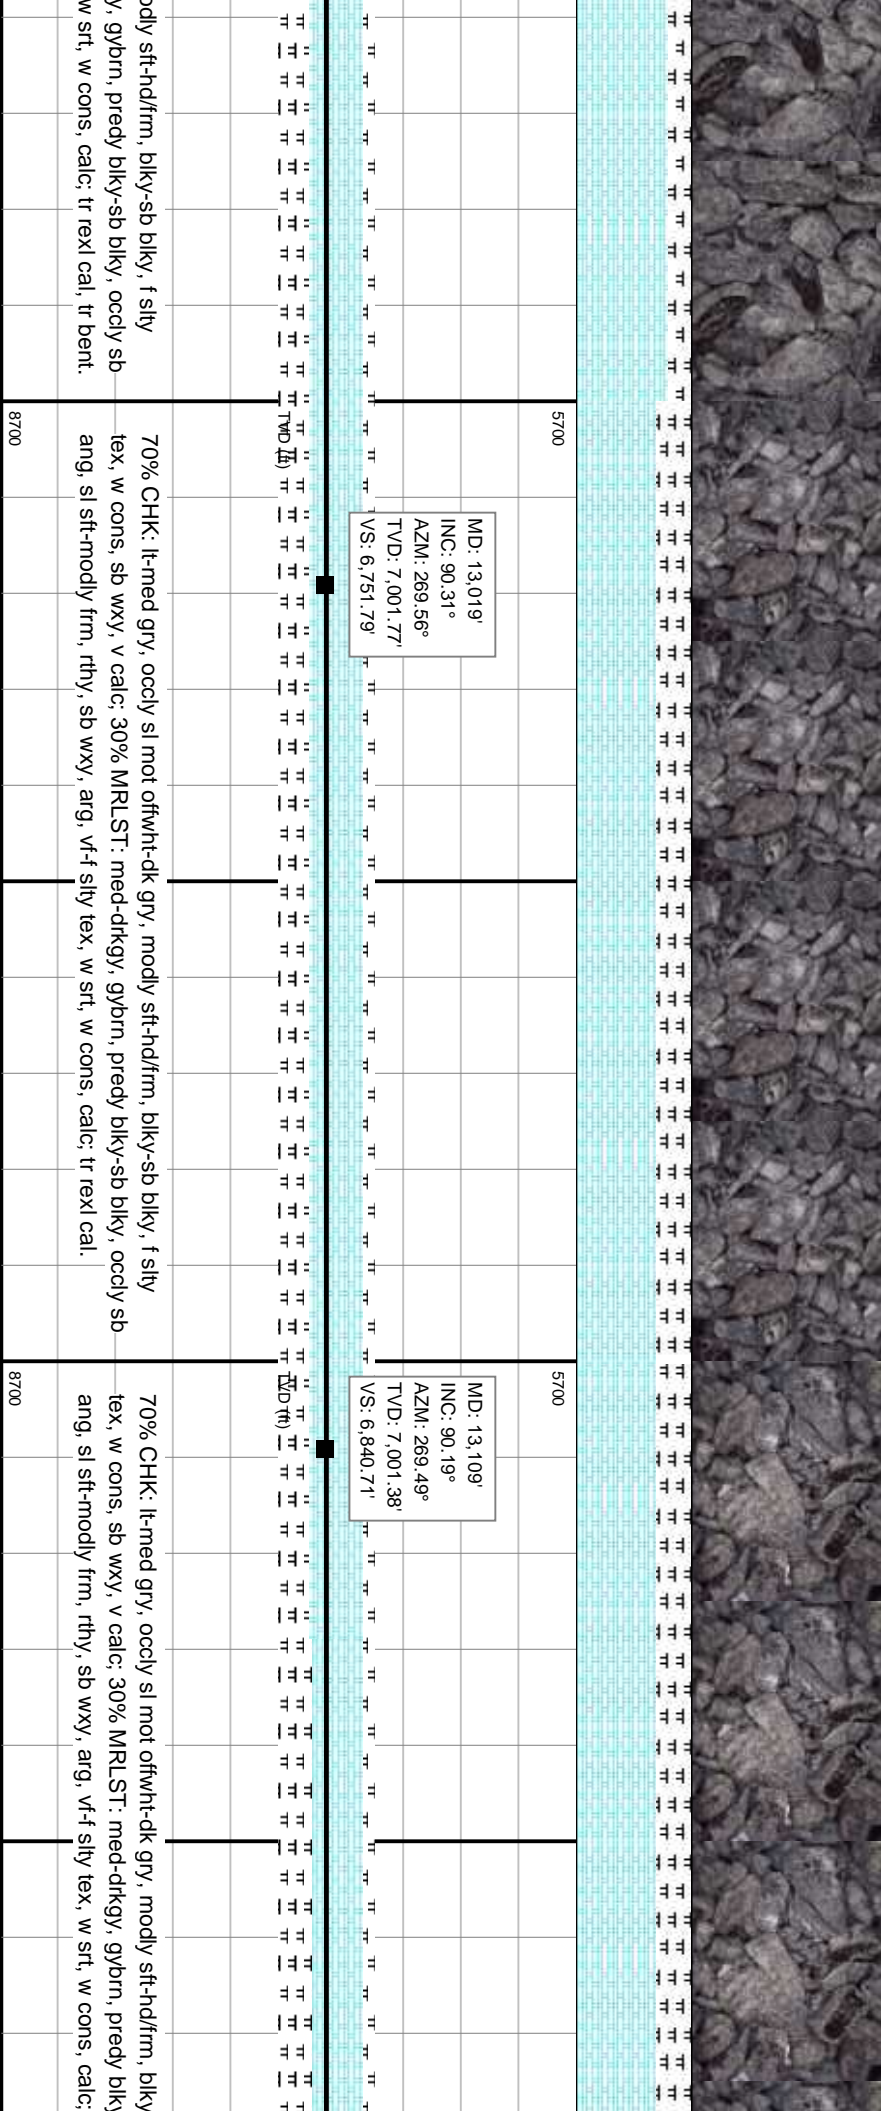 odly sft-hd/frm, blky-sb blky, f slty
y, gybrn, predy blky-sb blky, occly sb
w srt, w cons, calc; tr rexl cal, tr bent.
5700
TVD (ft)
8700
MD: 13,019'
INC: 90.31°
AZM: 269.56°
TVD: 7,001.77'
VS: 6,751.79'
70% CHK: lt-med gry, occly sl mot offwht-dk gry, modly sft-hd/frm, blky-sb blky, f slty
tex, w cons, sb wxy, v calc; 30% MRLST: med-drkgy, gybrn, predy blky-sb blky, occly sb
ang, sl sft-modly frm, rthy, sb wxy, arg, vf-f slty tex, w srt, w cons, calc; tr rexl cal.
5700
TVD (ft)
8700
MD: 13,109'
INC: 90.19°
AZM: 269.49°
TVD: 7,001.38'
VS: 6,840.71'
70% CHK: lt-med gry, occly sl mot offwht-dk gry, modly sft-hd/frm, blky
tex, w cons, sb wxy, v calc; 30% MRLST: med-drkgy, gybrn, predy blky
ang, sl sft-modly frm, rthy, sb wxy, arg, vf-f slty tex, w srt, w cons, calc;